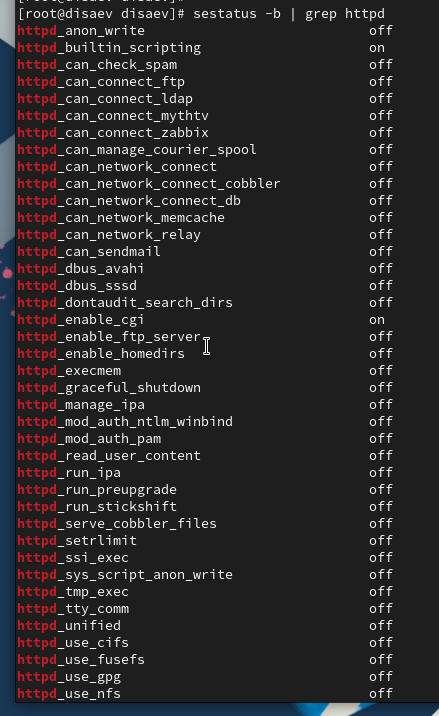 [root@disaev disaev]# sestatus -b | grep httpd
httpd_anon_write off
httpd_builtin_scripting on
httpd_can_check_spam off
httpd_can_connect_ftp off
httpd_can_connect_ldap off
httpd_can_connect_mythtv off
httpd_can_connect_zabbix off
httpd_can_manage_courier_spool off
httpd_can_network_connect off
httpd_can_network_connect_cobbler off
httpd_can_network_connect_db off
httpd_can_network_memcache off
httpd_can_network_relay off
httpd_can_sendmail off
httpd_dbus_avahi off
httpd_dbus_sssd off
httpd_dontaudit_search_dirs off
httpd_enable_cgi on
httpd_enable_ftp_server off
httpd_enable_homedirs off
httpd_execmem off
httpd_graceful_shutdown off
httpd_manage_ipa off
httpd_mod_auth_ntlm_winbind off
httpd_mod_auth_pam off
httpd_read_user_content off
httpd_run_ipa off
httpd_run_preupgrade off
httpd_run_stickshift off
httpd_serve_cobbler_files off
httpd_setrlimit off
httpd_ssi_exec off
httpd_sys_script_anon_write off
httpd_tmp_exec off
httpd_tty_comm off
httpd_unified off
httpd_use_cifs off
httpd_use_fusefs off
httpd_use_gpg off
httpd_use_nfs off